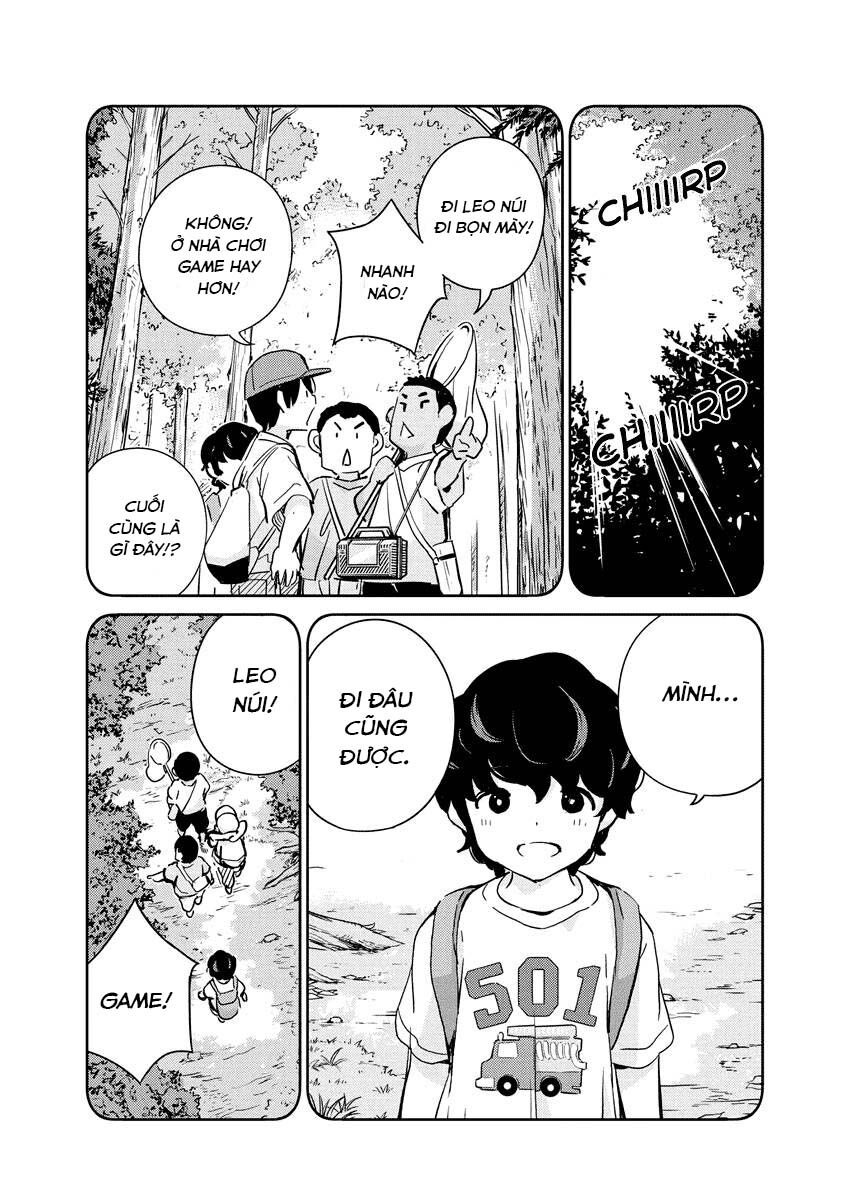 CHIIIIRP
CHIIIIRP
ĐI LEO NÚI
ĐI BỌN MÀY!
NHANH
NÀO!
KHÔNG!
Ở NHÀ CHƠI
GAME HAY
HƠN!
CUỐI
CÙNG LÀ
GÌ ĐÂY!?
MÌNH...
ĐI ĐÂU
CŨNG
ĐƯỢC.
501
LEO
NÚI!
GAME!